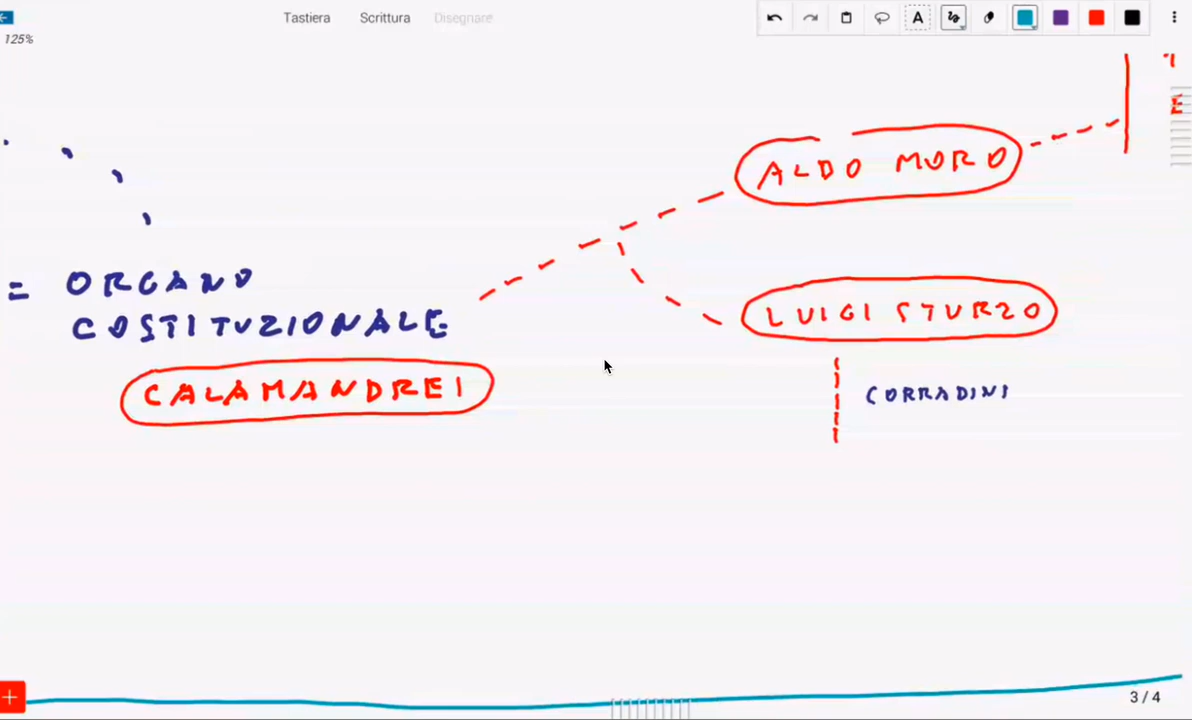 Tastiera Scrittura Disegnare
A
125%
E
ALDO MORO
= ORGANO
COSTITUZIONALE
LUIGI STURZO
CALAMANDREI
CORRADINI
3 / 4